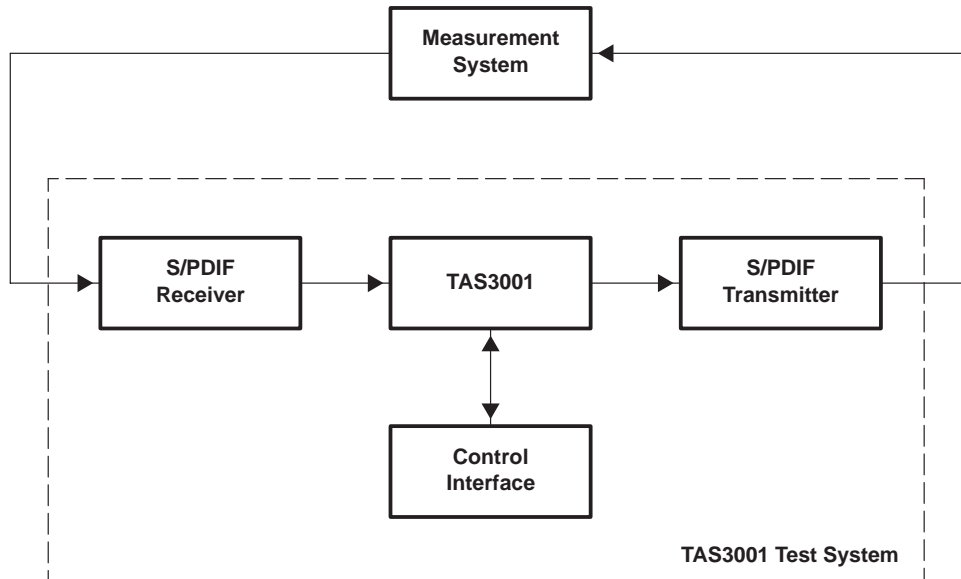 Measurement
System
S/PDIF
Receiver
TAS3001
S/PDIF
Transmitter
Control
Interface
TAS3001 Test System